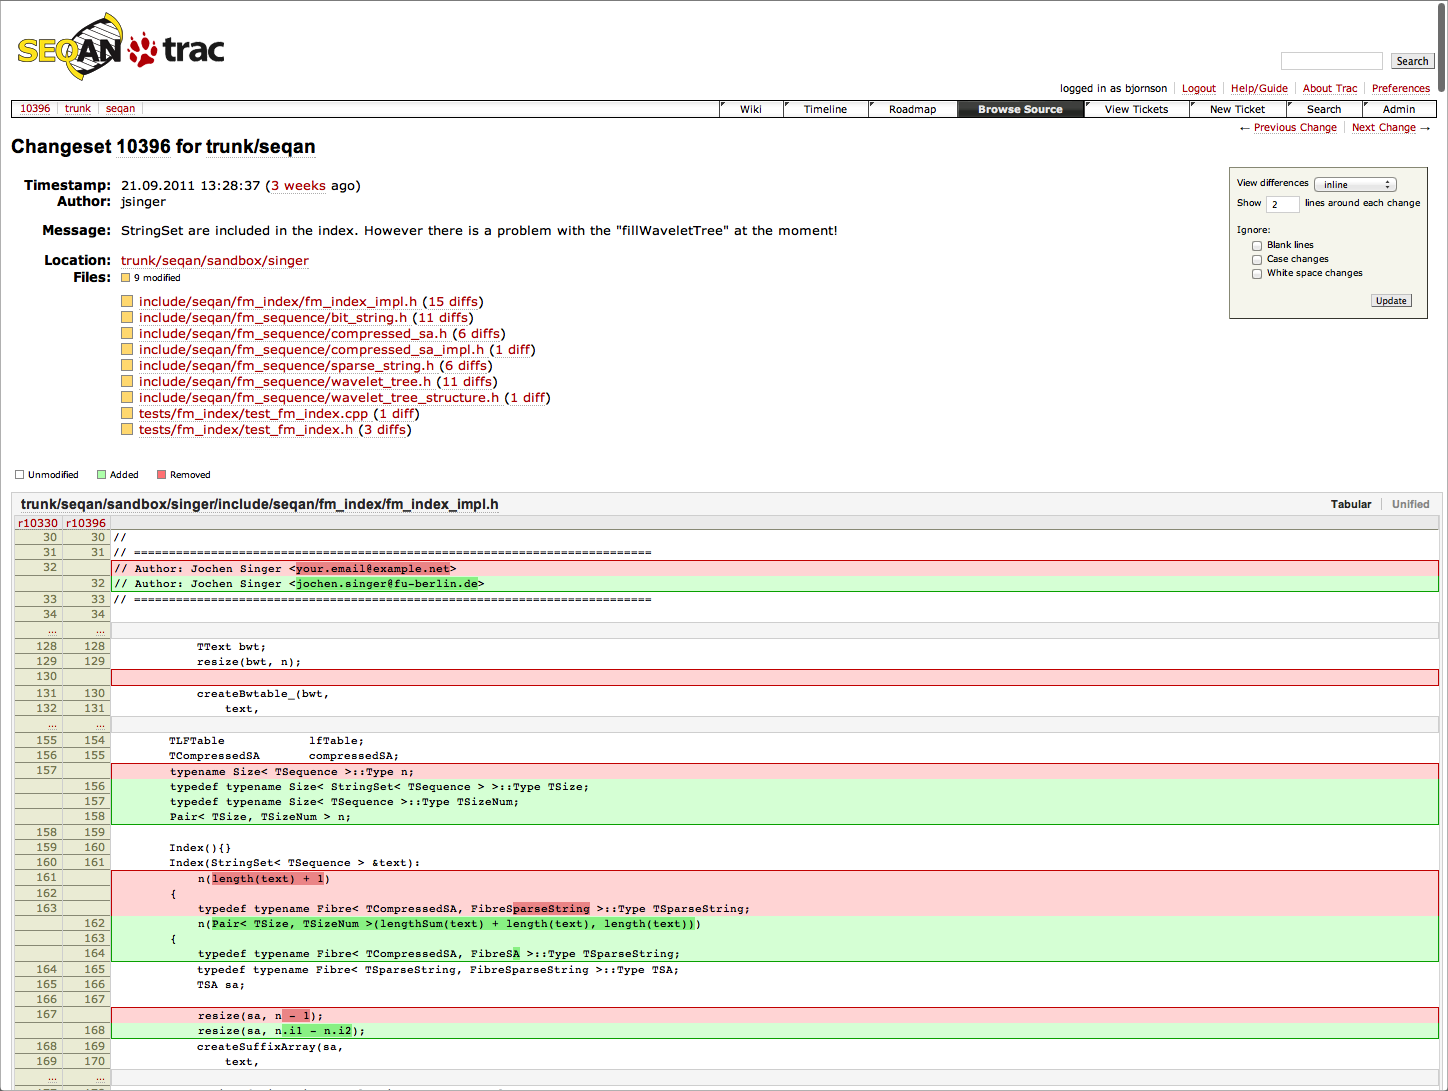 SEQAN trac
Search
logged in as bjornson Logout Help/Guide About Trac Preferences
10396 trunk seqan Wiki Timeline Roadmap Browse Source View Tickets New Ticket Search Admin
← Previous Change Next Change →
Changeset 10396 for trunk/seqan
Timestamp: 21.09.2011 13:28:37 (3 weeks ago)
Author: jsinger
Message: StringSet are included in the index. However there is a problem with the "fillWaveletTree" at the moment!
Location: trunk/seqan/sandbox/singer
Files: 9 modified
include/seqan/fm_index/fm_index_impl.h (15 diffs)
include/seqan/fm_sequence/bit_string.h (11 diffs)
include/seqan/fm_sequence/compressed_sa.h (6 diffs)
include/seqan/fm_sequence/compressed_sa_impl.h (1 diff)
include/seqan/fm_sequence/sparse_string.h (6 diffs)
include/seqan/fm_sequence/wavelet_tree.h (11 diffs)
include/seqan/fm_sequence/wavelet_tree_structure.h (1 diff)
tests/fm_index/test_fm_index.cpp (1 diff)
tests/fm_index/test_fm_index.h (3 diffs)
View differences inline
Show 2 lines around each change
Ignore:
Blank lines
Case changes
White space changes
Update
Unmodified Added Removed
trunk/seqan/sandbox/singer/include/seqan/fm_index/fm_index_impl.h Tabular Unified
r10330 r10396
30 30 //
31 31 // ==========================================================================
32 // Author: Jochen Singer <your.email@example.net>
32 // Author: Jochen Singer <jochen.singer@fu-berlin.de>
33 33 // ==========================================================================
34 34
… …
128 128 TText bwt;
129 129 resize(bwt, n);
130
131 130 createBwtable_(bwt,
132 131 text,
… …
155 154 TLFTable lfTable;
156 155 TCompressedSA compressedSA;
157 typename Size< TSequence >::Type n;
156 typedef typename Size< StringSet< TSequence > >::Type TSize;
157 typedef typename Size< TSequence >::Type TSizeNum;
158 Pair< TSize, TSizeNum > n;
158 159
159 160 Index(){}
160 161 Index(StringSet< TSequence > &text):
161 n(length(text) + 1)
162 {
163 typedef typename Fibre< TCompressedSA, FibreSparseString >::Type TSparseString;
162 n(Pair< TSize, TSizeNum >(lengthSum(text) + length(text), length(text)))
163 {
164 typedef typename Fibre< TCompressedSA, FibreSA >::Type TSparseString;
164 165 typedef typename Fibre< TSparseString, FibreSparseString >::Type TSA;
165 166 TSA sa;
166 167
167 resize(sa, n - 1);
168 resize(sa, n.i1 - n.i2);
168 169 createSuffixArray(sa,
169 170 text,
… …